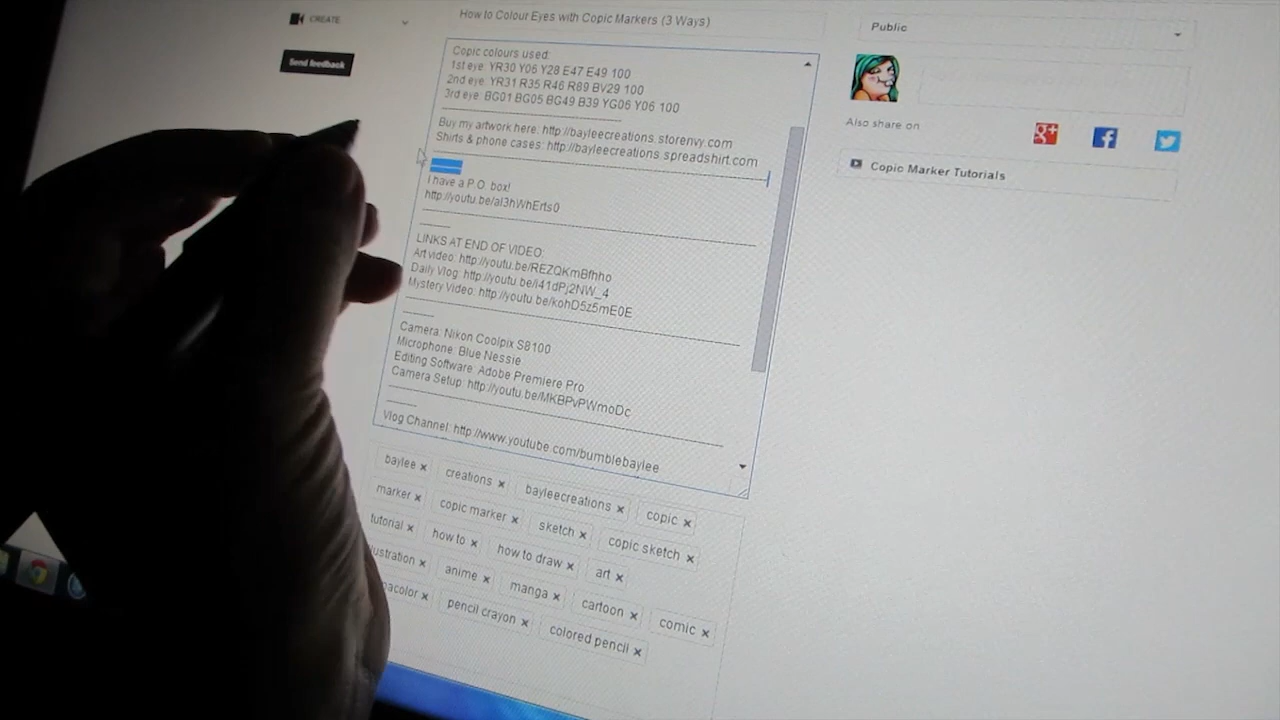 CREATE
Send feedback
How to Colour Eyes with Copic Markers (3 Ways)
Copic colours used:
1st eye: YR30 Y06 Y28 E47 E49 100
2nd eye: YR31 R35 R46 R89 BV29 100
3rd eye: BG01 BG05 BG49 B39 YG06 Y06 100
Buy my artwork here: http://bayleecreations.storenvy.com
Shirts & phone cases: http://bayleecreations.spreadshirt.com
I have a P.O. box!
http://youtu.be/al3hWhErts0
LINKS AT END OF VIDEO:
Art video: http://youtu.be/REZQKmBfhho
Daily Vlog: http://youtu.be/i41dPj2NW_4
Mystery Video: http://youtu.be/kohD5z5mE0E
Camera: Nikon Coolpix S8100
Microphone: Blue Nessie
Editing Software: Adobe Premiere Pro
Camera Setup: http://youtu.be/MKBPvPWmoDc
Vlog Channel: http://www.youtube.com/bumblebaylee
baylee × creations × bayleecreations × copic ×
marker × copic marker × sketch × copic sketch ×
tutorial × how to × how to draw × art ×
ustration × anime × manga × cartoon × comic ×
nacolor × pencil crayon × colored pencil ×
Public
Also share on
Copic Marker Tutorials